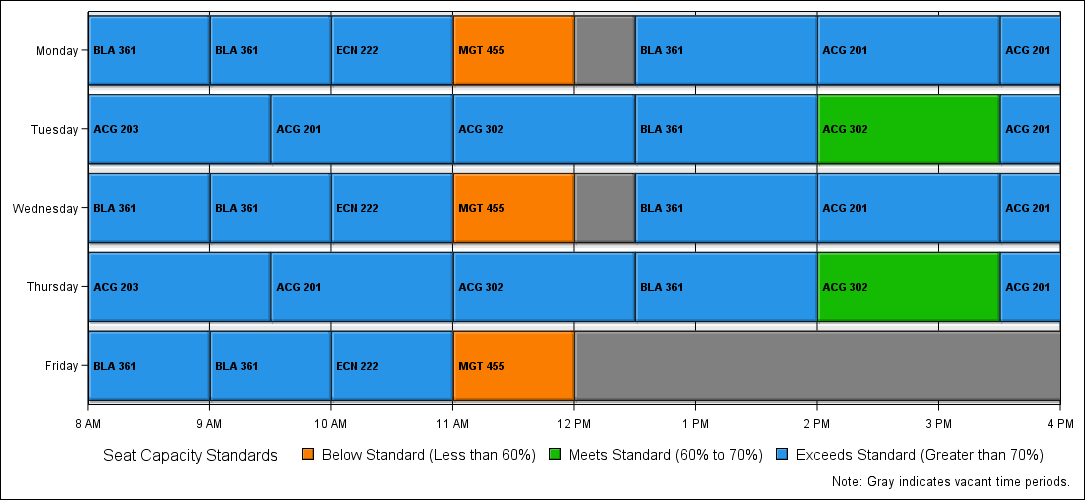 Monday BLA 361 BLA 361 ECN 222 MGT 455 BLA 361 ACG 201 ACG 201
Tuesday ACG 203 ACG 201 ACG 302 BLA 361 ACG 302 ACG 201
Wednesday BLA 361 BLA 361 ECN 222 MGT 455 BLA 361 ACG 201 ACG 201
Thursday ACG 203 ACG 201 ACG 302 BLA 361 ACG 302 ACG 201
Friday BLA 361 BLA 361 ECN 222 MGT 455
8 AM 9 AM 10 AM 11 AM 12 PM 1 PM 2 PM 3 PM 4 PM
Seat Capacity Standards Below Standard (Less than 60%) Meets Standard (60% to 70%) Exceeds Standard (Greater than 70%)
Note: Gray indicates vacant time periods.